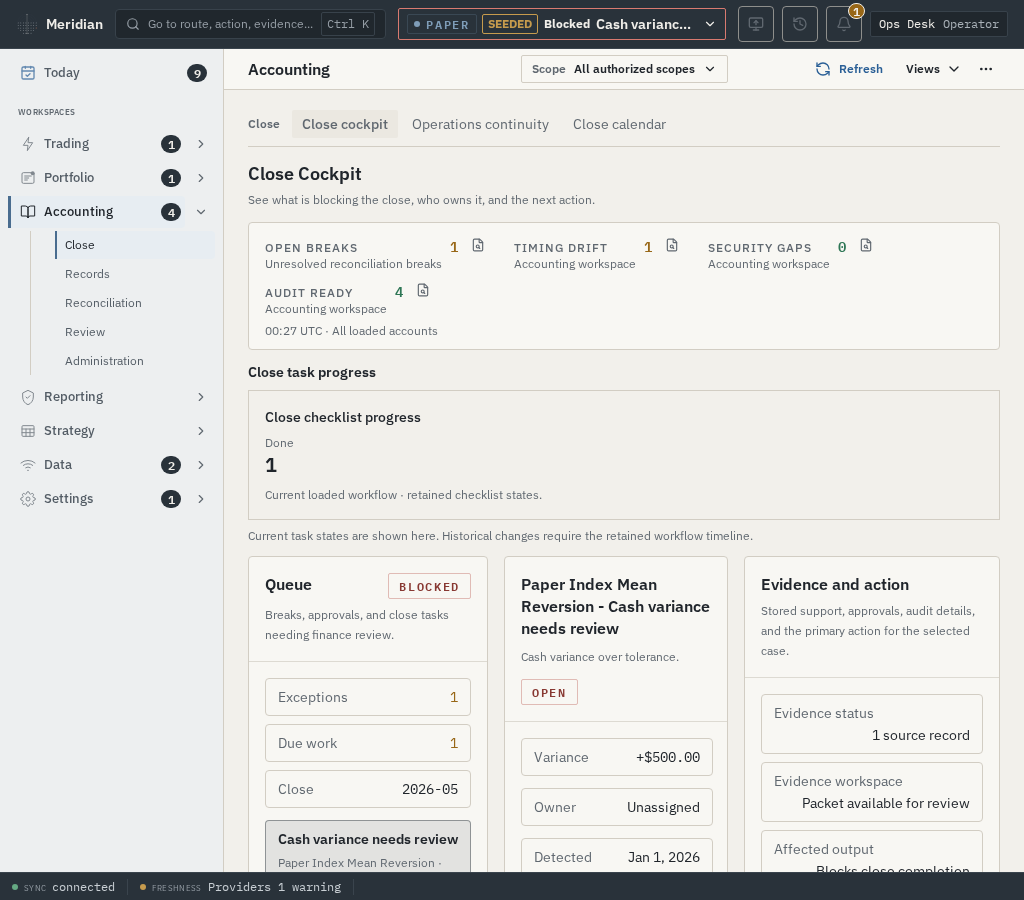 Meridian
Go to route, action, evidence... Ctrl K
PAPER SEEDED Blocked Cash varianc...
1
Ops Desk Operator
Today 9
WORKSPACES
Trading 1
Portfolio 1
Accounting 4
Close
Records
Reconciliation
Review
Administration
Reporting
Strategy
Data 2
Settings 1
Accounting
Scope All authorized scopes
Refresh
Views
Close Close cockpit Operations continuity Close calendar
Close Cockpit
See what is blocking the close, who owns it, and the next action.
OPEN BREAKS 1
Unresolved reconciliation breaks
TIMING DRIFT 1
Accounting workspace
SECURITY GAPS 0
Accounting workspace
AUDIT READY 4
Accounting workspace
00:27 UTC · All loaded accounts
Close task progress
Close checklist progress
Done
1
Current loaded workflow · retained checklist states.
Current task states are shown here. Historical changes require the retained workflow timeline.
Queue BLOCKED
Breaks, approvals, and close tasks
needing finance review.
Exceptions 1
Due work 1
Close 2026-05
Cash variance needs review
Paper Index Mean Reversion ·
Paper Index Mean
Reversion - Cash variance
needs review
Cash variance over tolerance.
OPEN
Variance +$500.00
Owner Unassigned
Detected Jan 1, 2026
Evidence and action
Stored support, approvals, audit details,
and the primary action for the selected
case.
Evidence status
1 source record
Evidence workspace
Packet available for review
Affected output
Blocks close completion
SYNC connected
FRESHNESS Providers 1 warning